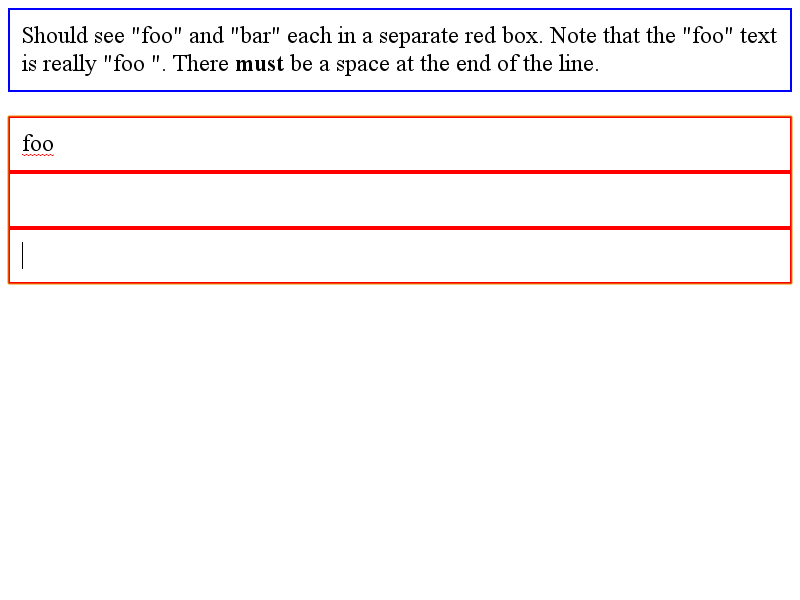 Should see "foo" and "bar" each in a separate red box. Note that the "foo" text
is really "foo ". There must be a space at the end of the line.
foo